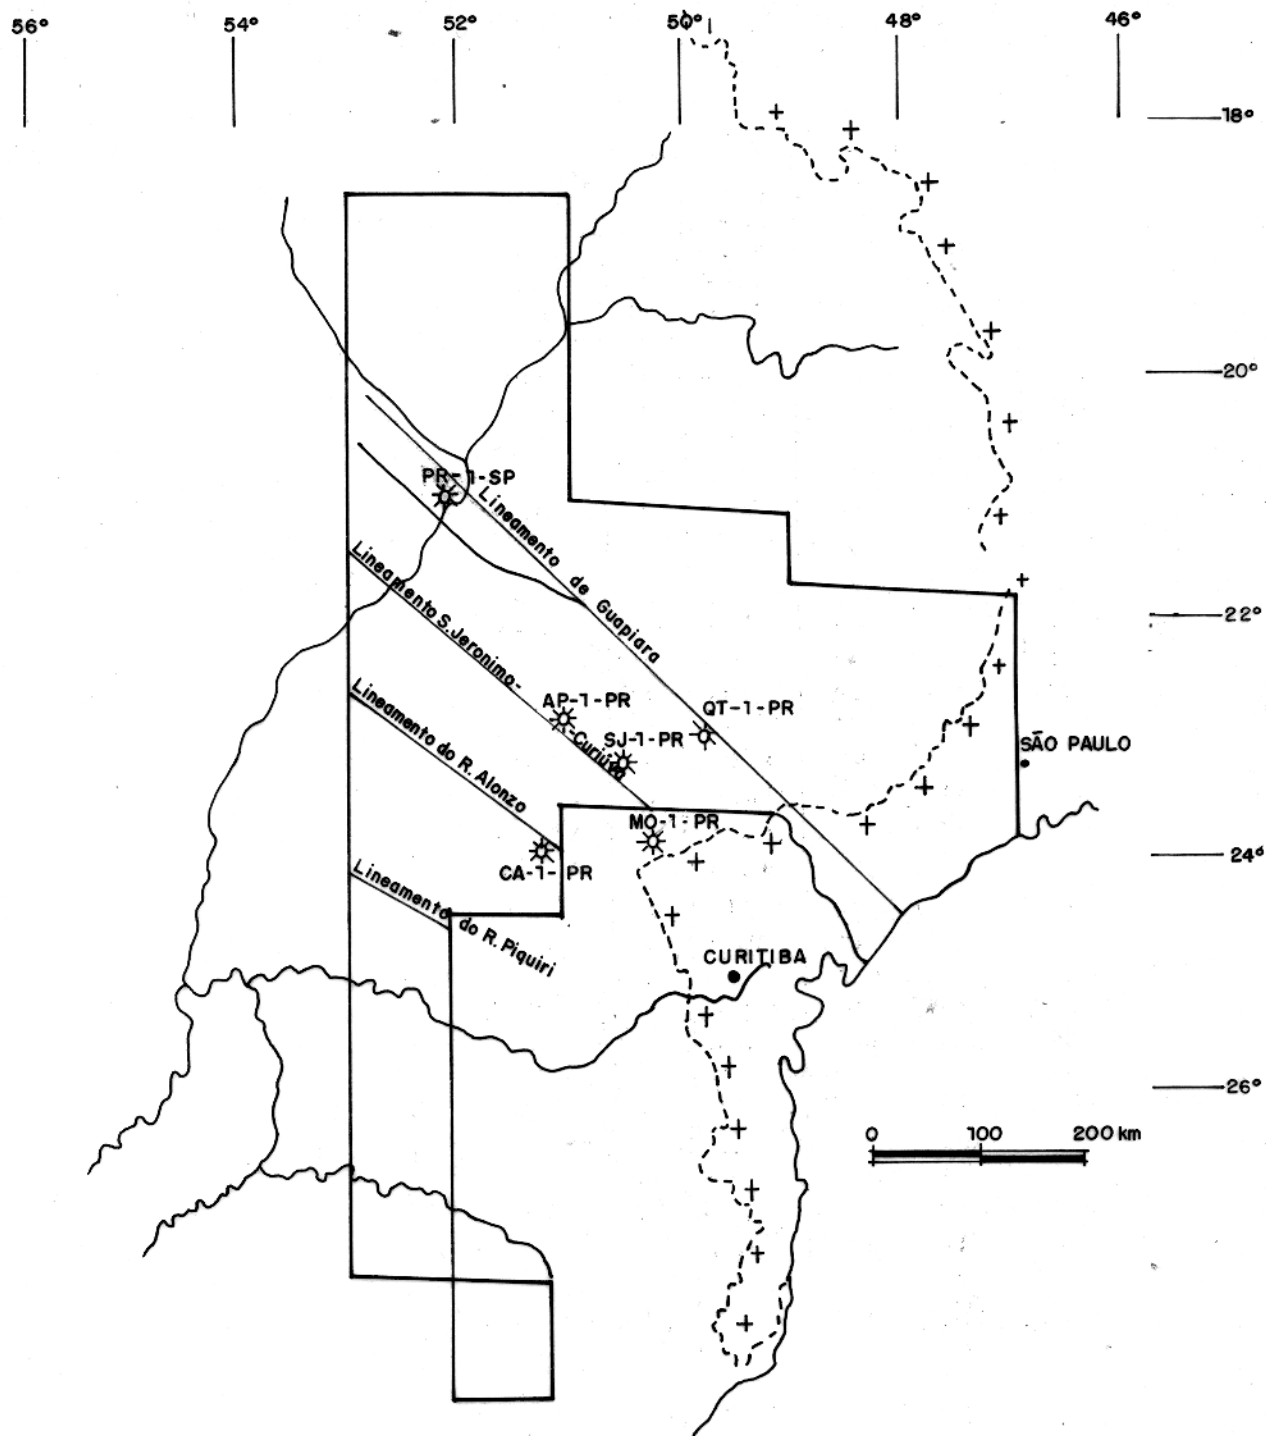 56° 54° 52° 50° 48° 46°
18°
20°
PR-1-SP
Lineamento de Guapiara
Lineamento S. Jeronimo-
-Curiúva
22°
Lineamento do R. Alonzo
AP-1-PR
QT-1-PR
SJ-1-PR
SÃO PAULO
MO-1-PR
24°
CA-1-PR
Lineamento do R. Piquiri
CURITIBA
26°
0 100 200 km